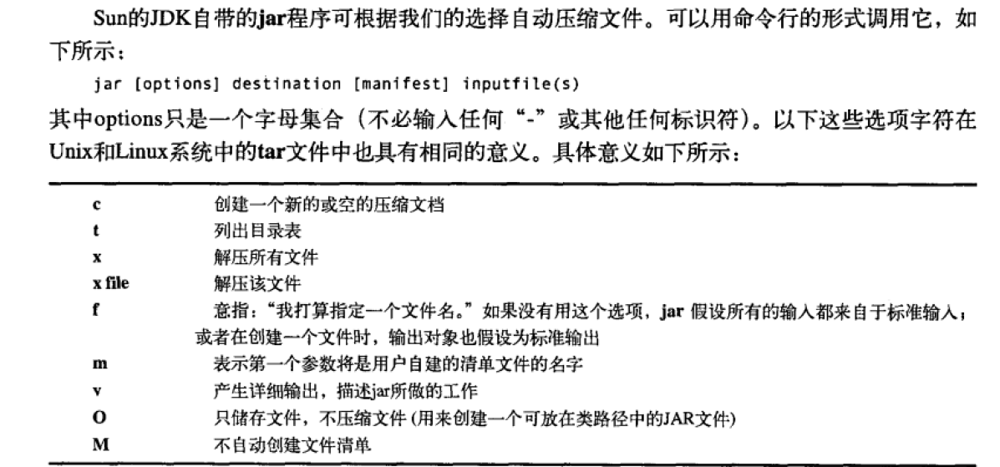 Sun的JDK自带的jar程序可根据我们的选择自动压缩文件。可以用命令行的形式调用它，如
下所示：
jar [options] destination [manifest] inputfile(s)
其中options只是一个字母集合（不必输入任何“-”或其他任何标识符）。以下这些选项字符在
Unix和Linux系统中的tar文件中也具有相同的意义。具体意义如下所示：
c 创建一个新的或空的压缩文档
t 列出目录表
x 解压所有文件
x file 解压该文件
f 意指：“我打算指定一个文件名。”如果没有用这个选项，jar 假设所有的输入都来自于标准输入；
或者在创建一个文件时，输出对象也假设为标准输出
m 表示第一个参数将是用户自建的清单文件的名字
v 产生详细输出，描述jar所做的工作
O 只储存文件，不压缩文件(用来创建一个可放在类路径中的JAR文件)
M 不自动创建文件清单